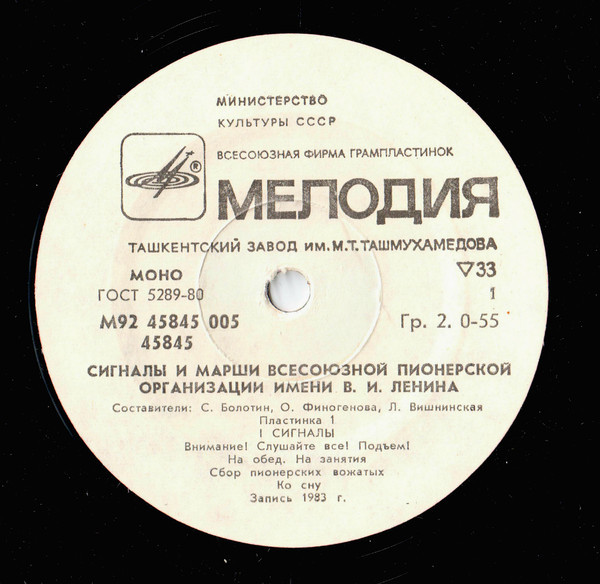 МИНИСТЕРСТВО
КУЛЬТУРЫ СССР
ВСЕСОЮЗНАЯ ФИРМА ГРАМПЛАСТИНОК
®
МЕЛОДИЯ
ТАШКЕНТСКИЙ ЗАВОД ИМ.М.Т.ТАШМУХАМЕДОВА
МОНО ▽33
ГОСТ 5289-80 1
М92 45845 005 Гр. 2. 0-55
45845
СИГНАЛЫ И МАРШИ ВСЕСОЮЗНОЙ ПИОНЕРСКОЙ
ОРГАНИЗАЦИИ ИМЕНИ В. И. ЛЕНИНА
Составители: С. Болотин, О. Финогенова, Л. Вишнинская
Пластинка 1
I СИГНАЛЫ
Внимание! Слушайте все! Подъем!
На обед. На занятия
Сбор пионерских вожатых
Ко сну
Запись 1983 г.